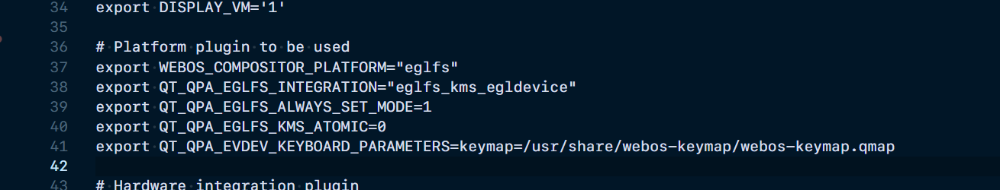 34 export DISPLAY_VM='1'
35
36 # Platform plugin to be used
37 export WEBOS_COMPOSITOR_PLATFORM="eglfs"
38 export QT_QPA_EGLFS_INTEGRATION="eglfs_kms_egldevice"
39 export QT_QPA_EGLFS_ALWAYS_SET_MODE=1
40 export QT_QPA_EGLFS_KMS_ATOMIC=0
41 export QT_QPA_EVDEV_KEYBOARD_PARAMETERS=keymap=/usr/share/webos-keymap/webos-keymap.qmap
42
43 # Hardware integration plugin